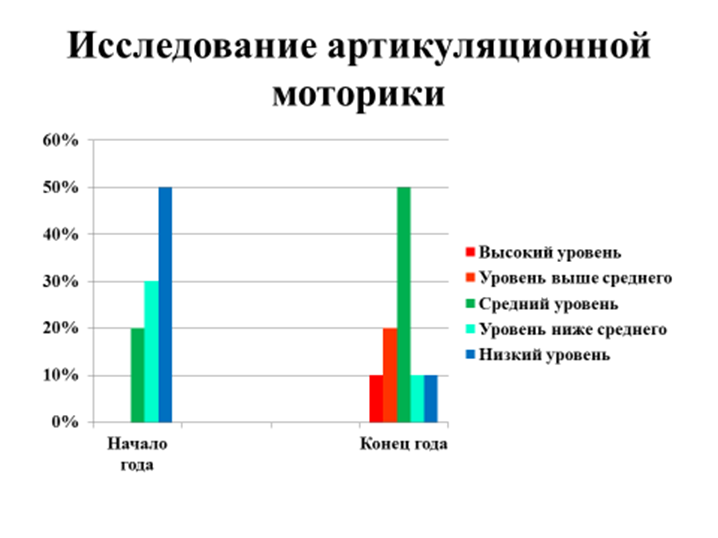 Исследование артикуляционной
моторики
60%
50%
40%
30%
20%
10%
0%
Начало
года
Конец года
Высокий уровень
Уровень выше среднего
Средний уровень
Уровень ниже среднего
Низкий уровень